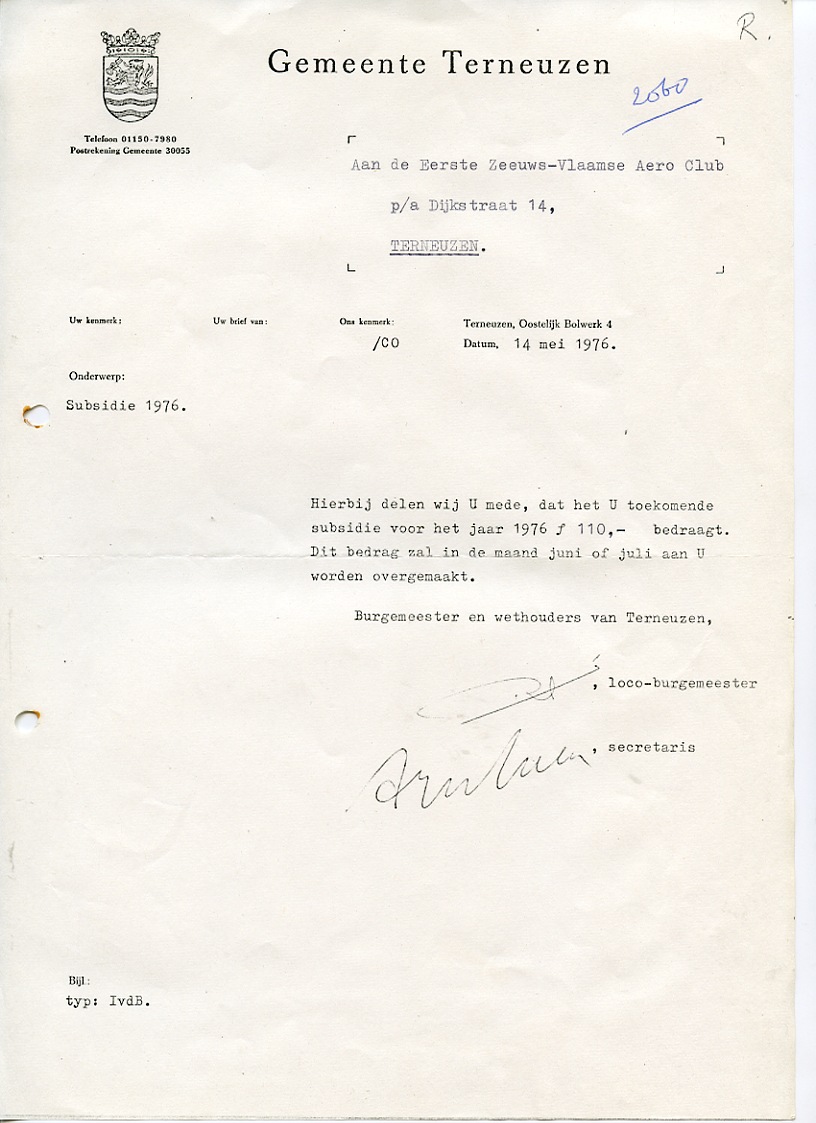 R.
Gemeente Terneuzen
2060
Telefoon 01150-7980
Postrekening Gemeente 30055
Aan de Eerste Zeeuws-Vlaamse Aero Club
p/a Dijkstraat 14,
TERNEUZEN.
Uw kenmerk:
Uw brief van:
Ons kenmerk:
/CO
Terneuzen, Oostelijk Bolwerk 4
Datum, 14 mei 1976.
Onderwerp:
Subsidie 1976.
Hierbij delen wij U mede, dat het U toekomende
subsidie voor het jaar 1976 ƒ 110,- bedraagt.
Dit bedrag zal in de maand juni of juli aan U
worden overgemaakt.
Burgemeester en wethouders van Terneuzen,
, loco-burgemeester
, secretaris
Bijl.:
typ: IvdB.